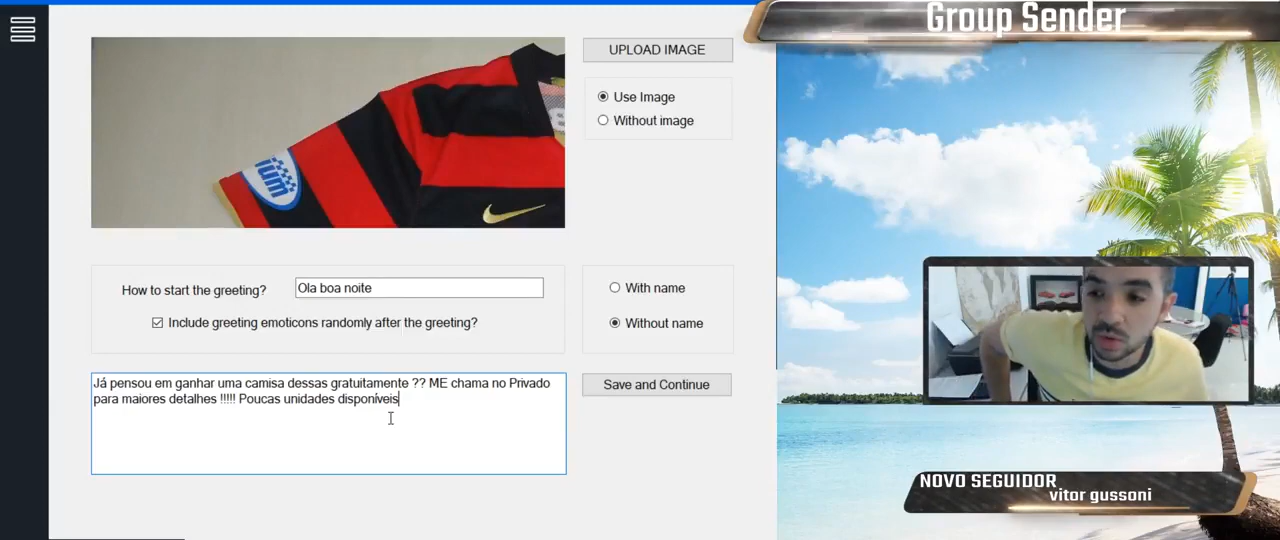 Group Sender
UPLOAD IMAGE
Use Image
Without image
ium
How to start the greeting?
Ola boa noite
With name
Include greeting emoticons randomly after the greeting?
Without name
Já pensou em ganhar uma camisa dessas gratuitamente ?? ME chama no Privado
para maiores detalhes !!!!! Poucas unidades disponíveis
Save and Continue
NOVO SEGUIDOR
vitor gussoni